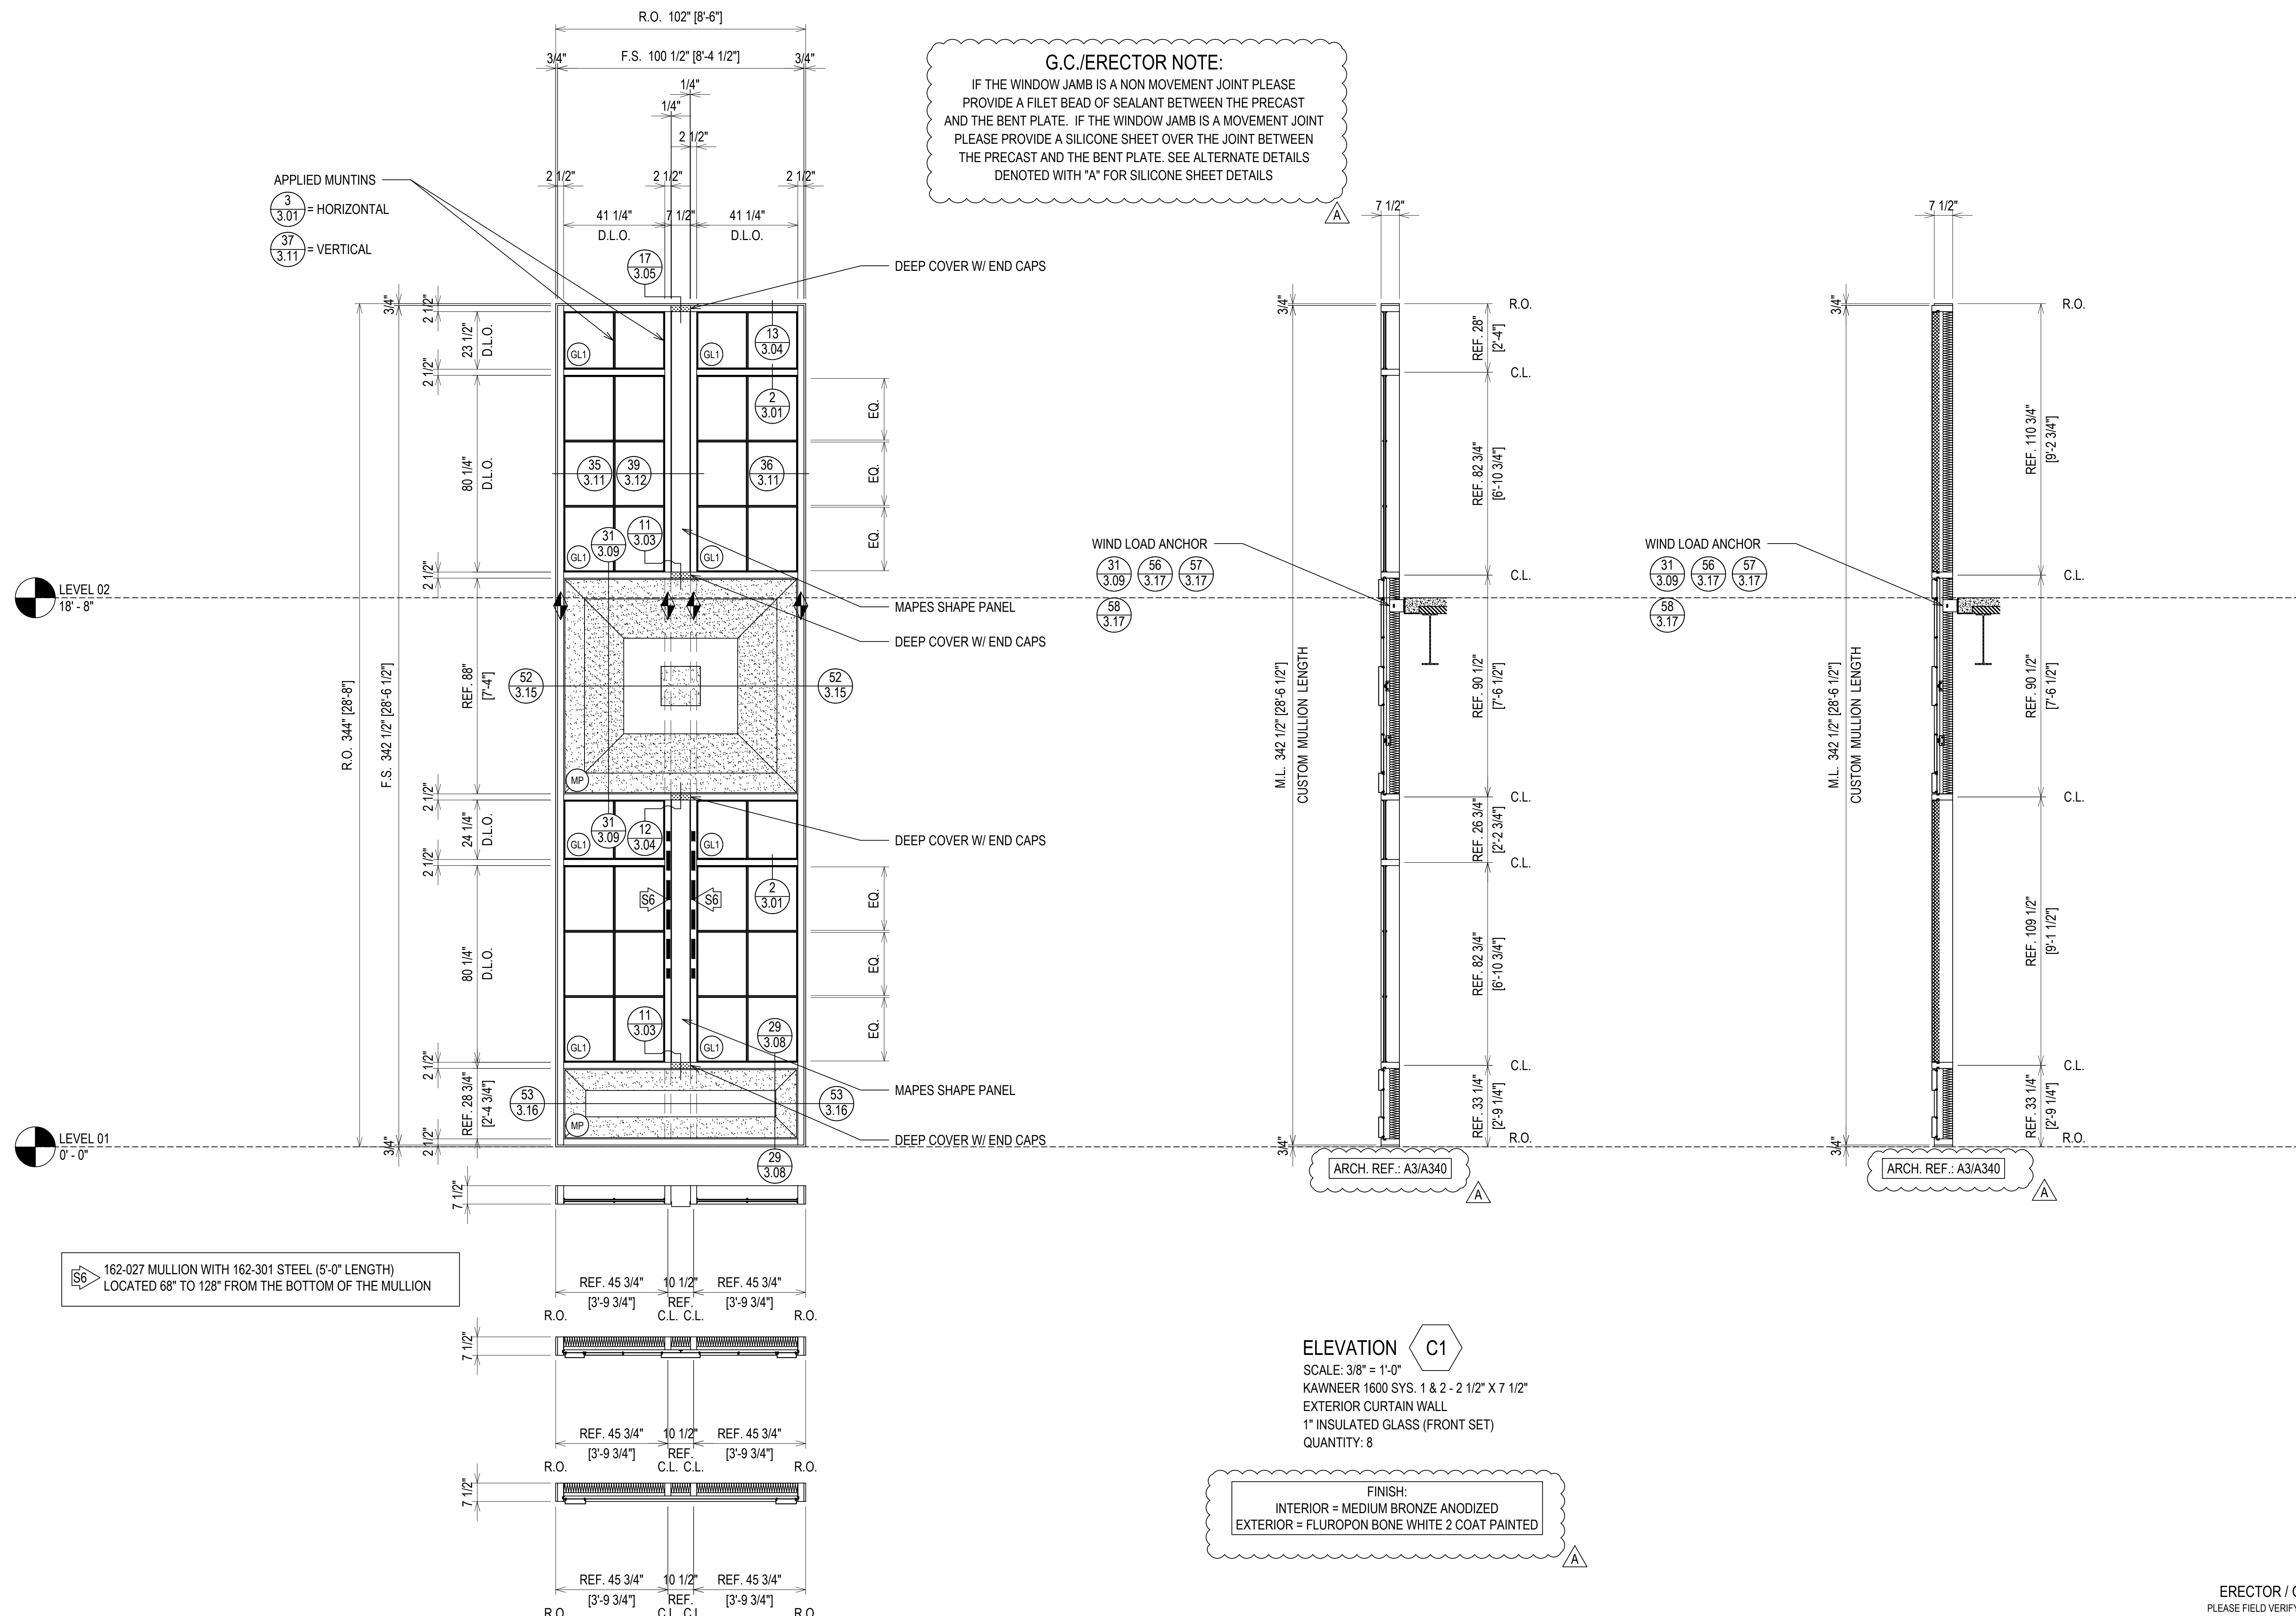 R.O. 102" [8'-6"]
3/4"
F.S. 100 1/2" [8'-4 1/2"]
3/4"
1/4"
1/4"
2 1/2"
2 1/2"
2 1/2"
2 1/2"
41 1/4"
7 1/2"
41 1/4"
D.L.O.
D.L.O.
G.C./ERECTOR NOTE:
IF THE WINDOW JAMB IS A NON MOVEMENT JOINT PLEASE
PROVIDE A FILET BEAD OF SEALANT BETWEEN THE PRECAST
AND THE BENT PLATE. IF THE WINDOW JAMB IS A MOVEMENT JOINT
PLEASE PROVIDE A SILICONE SHEET OVER THE JOINT BETWEEN
THE PRECAST AND THE BENT PLATE. SEE ALTERNATE DETAILS
DENOTED WITH "A" FOR SILICONE SHEET DETAILS
A
APPLIED MUNTINS
3
3.01
= HORIZONTAL
37
3.11
= VERTICAL
17
3.05
DEEP COVER W/ END CAPS
13
3.04
GL1
GL1
2
3.01
35
3.11
39
3.12
36
3.11
31
3.09
11
3.03
GL1
GL1
EQ.
EQ.
EQ.
MAPES SHAPE PANEL
DEEP COVER W/ END CAPS
LEVEL 02
18' - 8"
52
3.15
52
3.15
MP
31
3.09
12
3.04
GL1
GL1
DEEP COVER W/ END CAPS
2
3.01
S6
S6
EQ.
EQ.
EQ.
11
3.03
29
3.08
GL1
GL1
MAPES SHAPE PANEL
53
3.16
53
3.16
MP
DEEP COVER W/ END CAPS
LEVEL 01
0' - 0"
29
3.08
R.O. 344" [28'-8"]
F.S. 342 1/2" [28'-6 1/2"]
3/4"
3/4"
2 1/2"
23 1/2"
D.L.O.
2 1/2"
80 1/4"
D.L.O.
2 1/2"
REF. 88"
[7'-4"]
2 1/2"
24 1/4"
D.L.O.
2 1/2"
80 1/4"
D.L.O.
2 1/2"
REF. 28 3/4"
[2'-4 3/4"]
2 1/2"
7 1/2"
3/4"
M.L. 342 1/2" [28'-6 1/2"]
CUSTOM MULLION LENGTH
3/4"
WIND LOAD ANCHOR
31
3.09
56
3.17
57
3.17
58
3.17
R.O.
REF. 28"
[2'-4"]
C.L.
REF. 82 3/4"
[6'-10 3/4"]
C.L.
REF. 90 1/2"
[7'-6 1/2"]
C.L.
REF. 26 3/4"
[2'-2 3/4"]
C.L.
REF. 82 3/4"
[6'-10 3/4"]
C.L.
REF. 33 1/4"
[2'-9 1/4"]
R.O.
ARCH. REF.: A3/A340
A
7 1/2"
3/4"
M.L. 342 1/2" [28'-6 1/2"]
CUSTOM MULLION LENGTH
3/4"
WIND LOAD ANCHOR
31
3.09
56
3.17
57
3.17
58
3.17
R.O.
REF. 110 3/4"
[9'-2 3/4"]
C.L.
REF. 90 1/2"
[7'-6 1/2"]
C.L.
REF. 109 1/2"
[9'-1 1/2"]
C.L.
REF. 33 1/4"
[2'-9 1/4"]
R.O.
ARCH. REF.: A3/A340
A
7 1/2"
S6
162-027 MULLION WITH 162-301 STEEL (5'-0" LENGTH)
LOCATED 68" TO 128" FROM THE BOTTOM OF THE MULLION
REF. 45 3/4"
10 1/2"
REF. 45 3/4"
[3'-9 3/4"]
REF.
[3'-9 3/4"]
R.O.
C.L. C.L.
R.O.
7 1/2"
REF. 45 3/4"
10 1/2"
REF. 45 3/4"
[3'-9 3/4"]
REF.
[3'-9 3/4"]
R.O.
C.L. C.L.
R.O.
7 1/2"
REF. 45 3/4"
10 1/2"
REF. 45 3/4"
[3'-9 3/4"]
REF.
[3'-9 3/4"]
R.O.
C.L. C.L.
R.O.
ELEVATION
C1
SCALE: 3/8" = 1'-0"
KAWNEER 1600 SYS. 1 & 2 - 2 1/2" X 7 1/2"
EXTERIOR CURTAIN WALL
1" INSULATED GLASS (FRONT SET)
QUANTITY: 8
FINISH:
INTERIOR = MEDIUM BRONZE ANODIZED
EXTERIOR = FLUROPON BONE WHITE 2 COAT PAINTED
A
ERECTOR /
PLEASE FIELD VERIFY